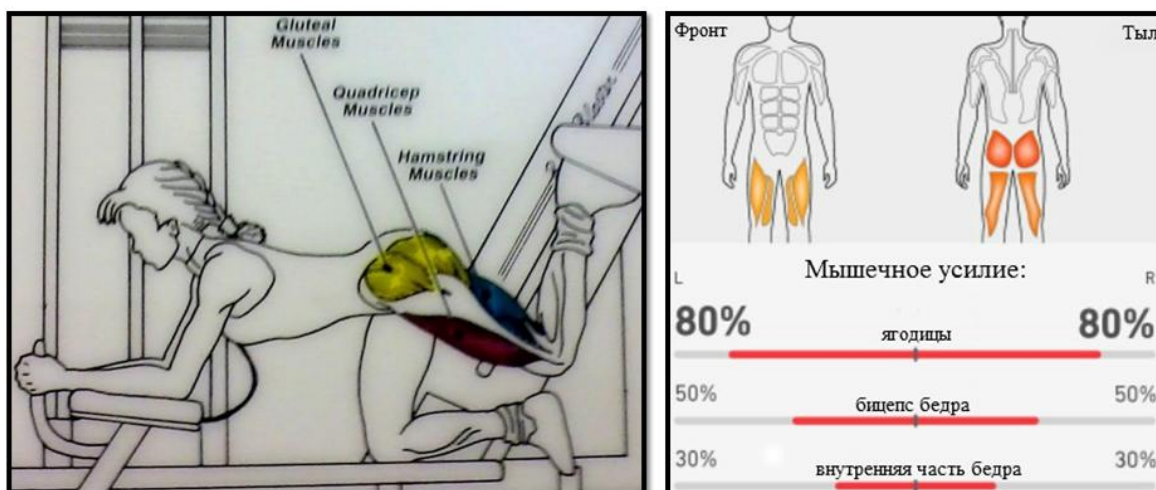 Gluteal
Muscles
Quadricep
Muscles
Hamstring
Muscles
Фронт
Тыл
Мышечное усилие:
L
R
80%
ягодицы
80%
50%
бицепс бедра
50%
30%
внутренняя часть бедра
30%